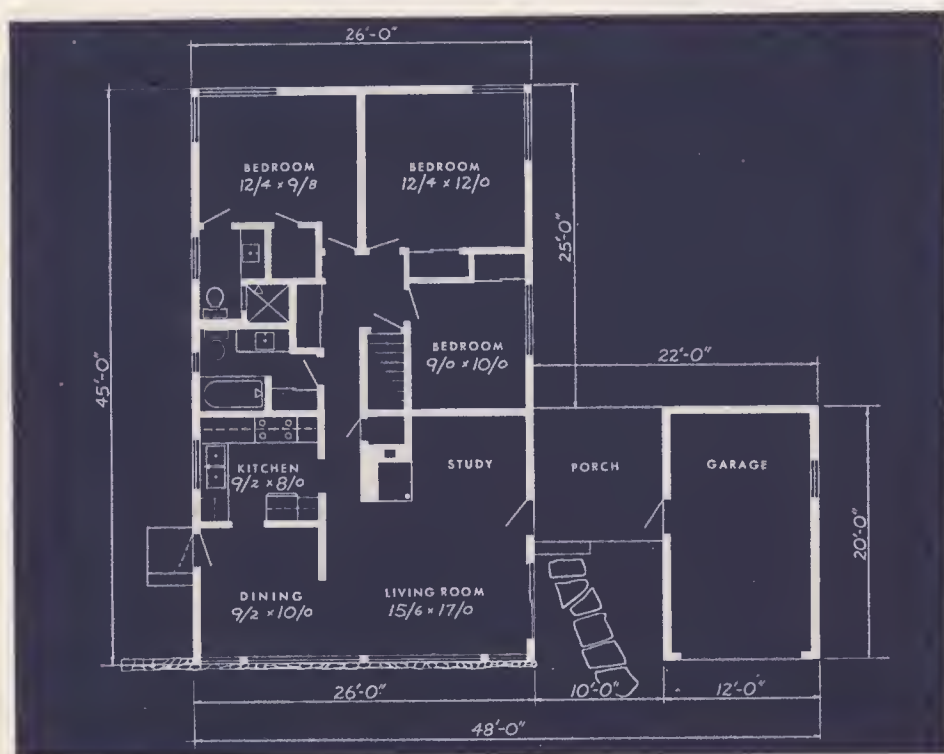 26'-0"
BEDROOM
12/4 × 9/8
BEDROOM
12/4 × 12/0
25'-0"
45'-0"
BEDROOM
9/0 × 10/0
22'-0"
KITCHEN
9/2 × 8/0
STUDY
PORCH
GARAGE
20'-0"
DINING
9/2 × 10/0
LIVING ROOM
15/6 × 17/0
26'-0"
10'-0"
12'-0"
48'-0"